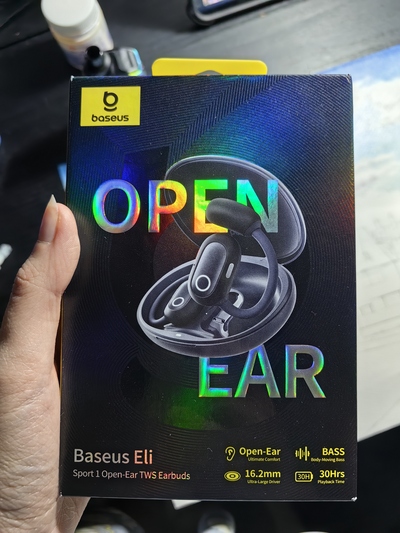 baseus
OPEN
EAR
Baseus Eli
Sport 1 Open-Ear TWS Earbuds
Open-Ear
Ultimate Comfort
BASS
Body-Moving Bass
16.2mm
Ultra-Large Driver
30H
30Hrs
Playback Time